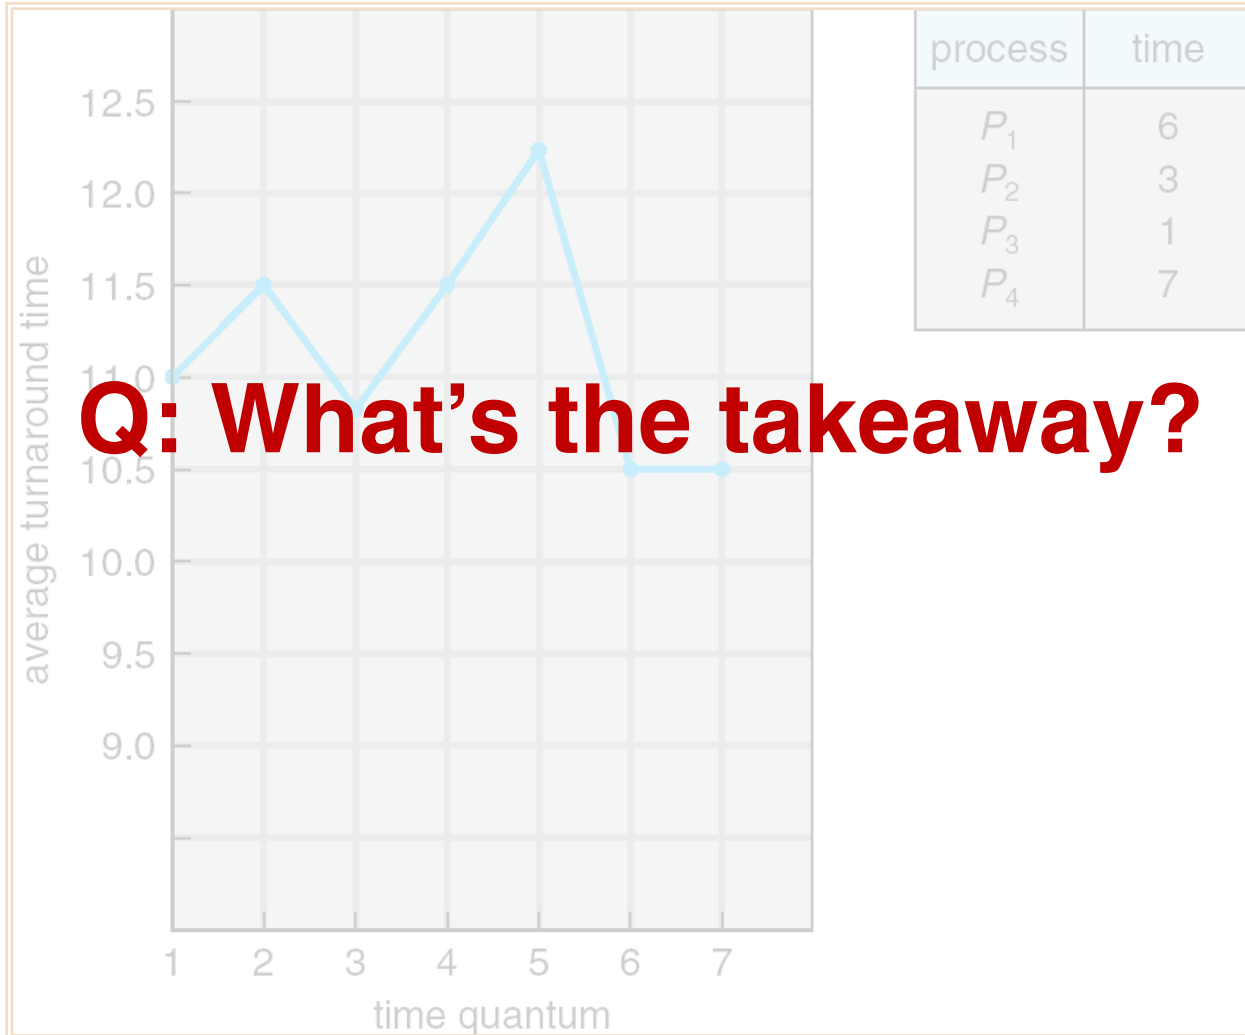 process time
P1 6
P2 3
P3 1
P4 7
12.5
12.0
11.5
11.0
Q: What’s the takeaway?
10.5
10.0
9.5
9.0
average turnaround time
1 2 3 4 5 6 7
time quantum